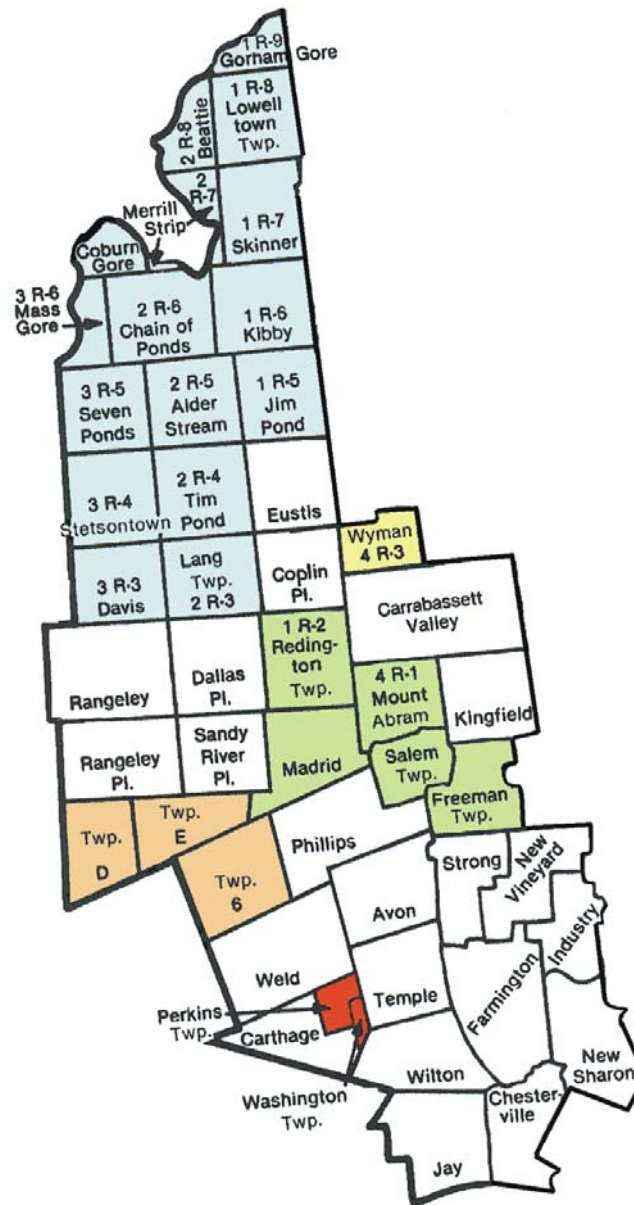 1 R-9
Gorham Gore
1 R-8
Lowell
town
Twp.
2 R-8
Beattie
2
R-7
Merrill
Strip
1 R-7
Skinner
Coburn
Gore
3 R-6
Mass
Gore
2 R-6
Chain of
Ponds
1 R-6
Kibby
3 R-5
Seven
Ponds
2 R-5
Alder
Stream
1 R-5
Jim
Pond
3 R-4
Stetsontown
2 R-4
Tim
Pond
Eustis
Wyman
4 R-3
3 R-3
Davis
Lang
Twp.
2 R-3
Coplin
Pl.
Carrabassett
Valley
Rangeley
Dallas
Pl.
1 R-2
Reding-
ton
Twp.
4 R-1
Mount
Abram
Kingfield
Rangeley
Pl.
Sandy
River
Pl.
Madrid
Salem
Twp.
Freeman
Twp.
Twp.
D
Twp.
E
Twp.
6
Phillips
Strong
New
Vineyard
Avon
Industry
Weld
Temple
Farmington
Perkins
Twp.
Carthage
Washington
Twp.
Wilton
New
Sharon
Chester-
ville
Jay